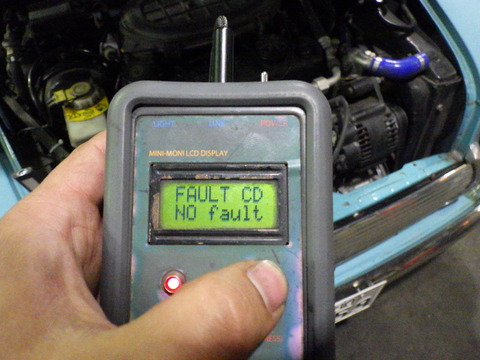 LIGHT
POWER
MINI-MONI LCD DISPLAY
FAULT CD
NO fault